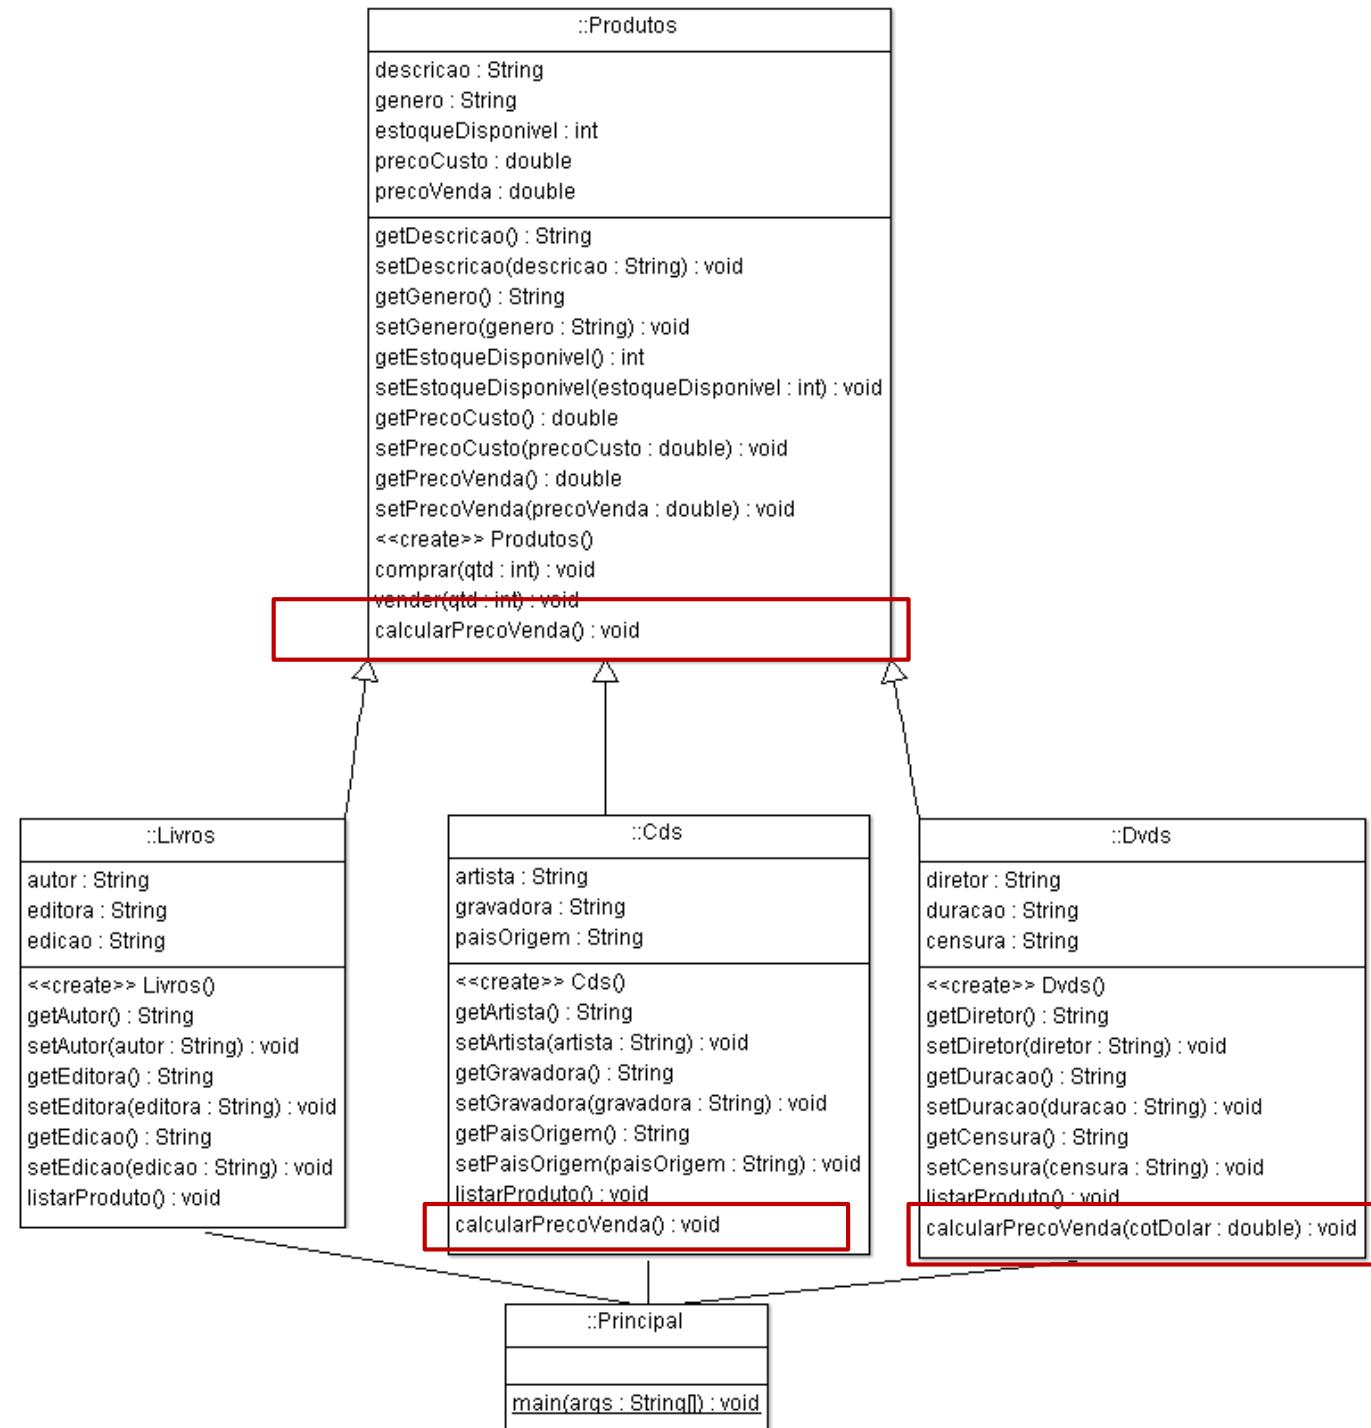 ::Produtos
descricao : String
genero : String
estoqueDisponivel : int
precoCusto : double
precoVenda : double
getDescricao() : String
setDescricao(descricao : String) : void
getGenero() : String
setGenero(genero : String) : void
getEstoqueDisponivel() : int
setEstoqueDisponivel(estoqueDisponivel : int) : void
getPrecoCusto() : double
setPrecoCusto(precoCusto : double) : void
getPrecoVenda() : double
setPrecoVenda(precoVenda : double) : void
<<create>> Produtos()
comprar(qtd : int) : void
vender(qtd : int) : void
calcularPrecoVenda() : void
::Livros
autor : String
editora : String
edicao : String
<<create>> Livros()
getAutor() : String
setAutor(autor : String) : void
getEditora() : String
setEditora(editora : String) : void
getEdicao() : String
setEdicao(edicao : String) : void
listarProduto() : void
::Cds
artista : String
gravadora : String
paisOrigem : String
<<create>> Cds()
getArtista() : String
setArtista(artista : String) : void
getGravadora() : String
setGravadora(gravadora : String) : void
getPaisOrigem() : String
setPaisOrigem(paisOrigem : String) : void
listarProduto() : void
calcularPrecoVenda() : void
::Dvds
diretor : String
duracao : String
censura : String
<<create>> Dvds()
getDiretor() : String
setDiretor(diretor : String) : void
getDuracao() : String
setDuracao(duracao : String) : void
getCensura() : String
setCensura(censura : String) : void
listarProduto() : void
calcularPrecoVenda(cotDolar : double) : void
::Principal
main(args : String[]) : void